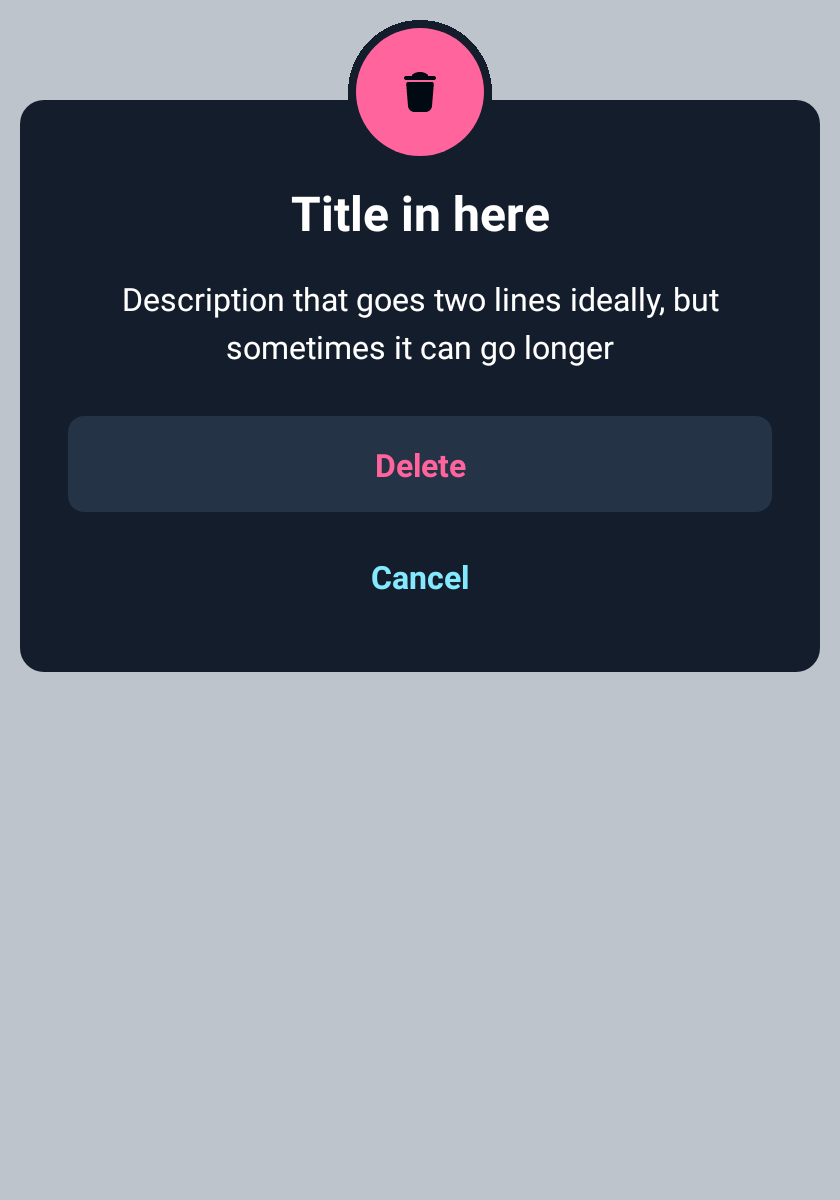 Title in here
Description that goes two lines ideally, but
sometimes it can go longer
Delete
Cancel